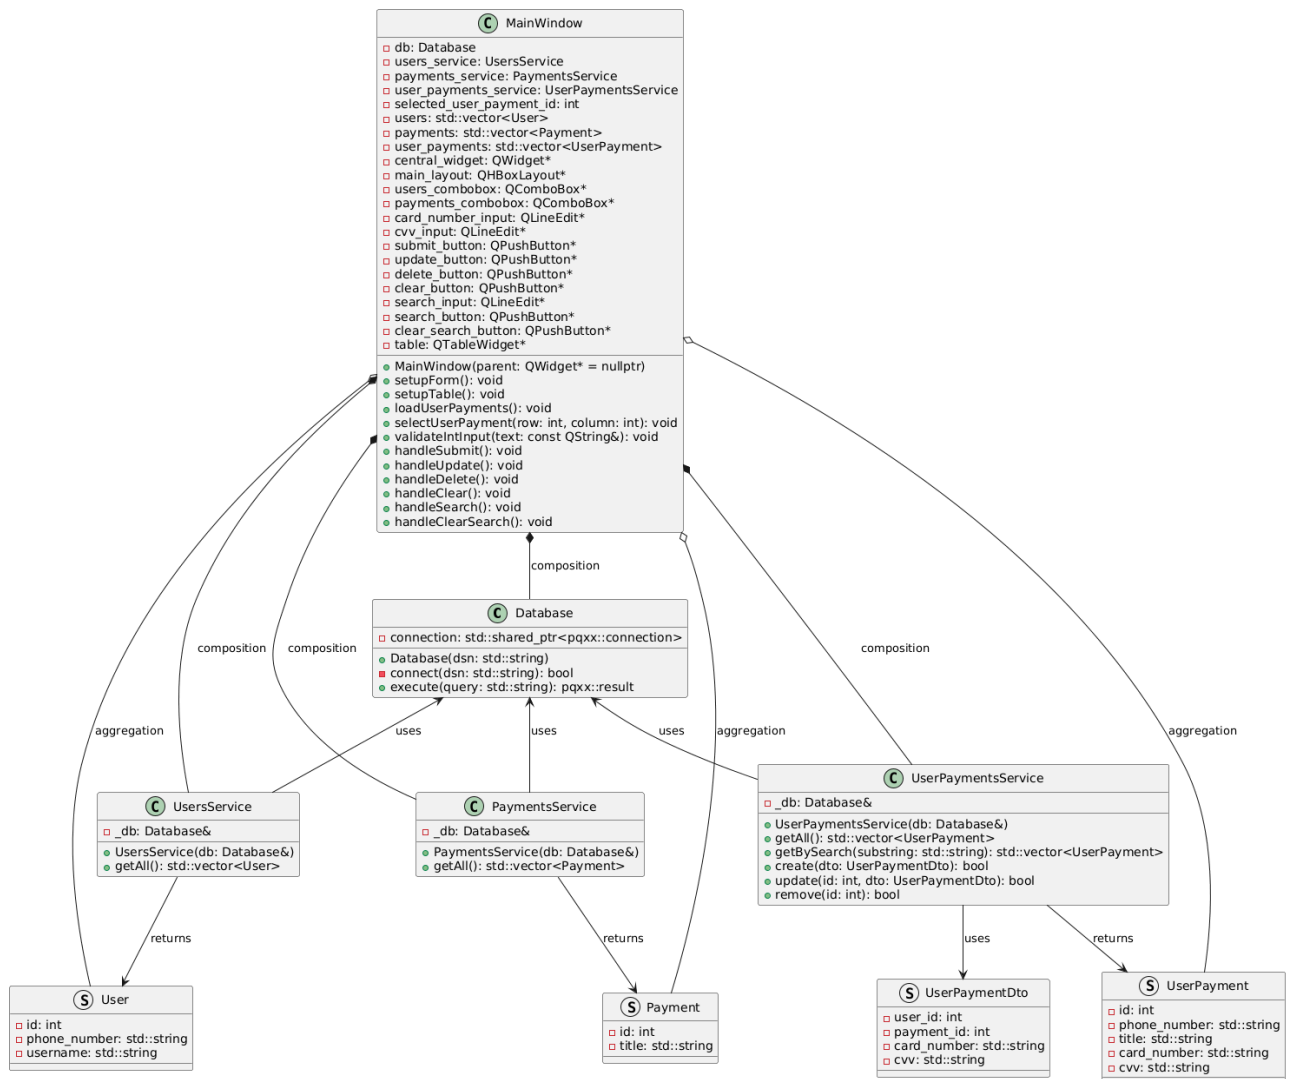 C MainWindow
db: Database
users_service: UsersService
payments_service: PaymentsService
user_payments_service: UserPaymentsService
selected_user_payment_id: int
users: std::vector<User>
payments: std::vector<Payment>
user_payments: std::vector<UserPayment>
central_widget: QWidget*
main_layout: QHBoxLayout*
users_combobox: QComboBox*
payments_combobox: QComboBox*
card_number_input: QLineEdit*
cvv_input: QLineEdit*
submit_button: QPushButton*
update_button: QPushButton*
delete_button: QPushButton*
clear_button: QPushButton*
search_input: QLineEdit*
search_button: QPushButton*
clear_search_button: QPushButton*
table: QTableWidget*
MainWindow(parent: QWidget* = nullptr)
setupForm(): void
setupTable(): void
loadUserPayments(): void
selectUserPayment(row: int, column: int): void
validateIntInput(text: const QString&): void
handleSubmit(): void
handleUpdate(): void
handleDelete(): void
handleClear(): void
handleSearch(): void
handleClearSearch(): void
composition
C Database
connection: std::shared_ptr<pqxx::connection>
Database(dsn: std::string)
connect(dsn: std::string): bool
execute(query: std::string): pqxx::result
composition
composition
composition
aggregation
uses
uses
uses
aggregation
aggregation
C UsersService
_db: Database&
UsersService(db: Database&)
getAll(): std::vector<User>
C PaymentsService
_db: Database&
PaymentsService(db: Database&)
getAll(): std::vector<Payment>
C UserPaymentsService
_db: Database&
UserPaymentsService(db: Database&)
getAll(): std::vector<UserPayment>
getBySearch(substring: std::string): std::vector<UserPayment>
create(dto: UserPaymentDto): bool
update(id: int, dto: UserPaymentDto): bool
remove(id: int): bool
returns
returns
uses
returns
S User
id: int
phone_number: std::string
username: std::string
S Payment
id: int
title: std::string
S UserPaymentDto
user_id: int
payment_id: int
card_number: std::string
cvv: std::string
S UserPayment
id: int
phone_number: std::string
title: std::string
card_number: std::string
cvv: std::string